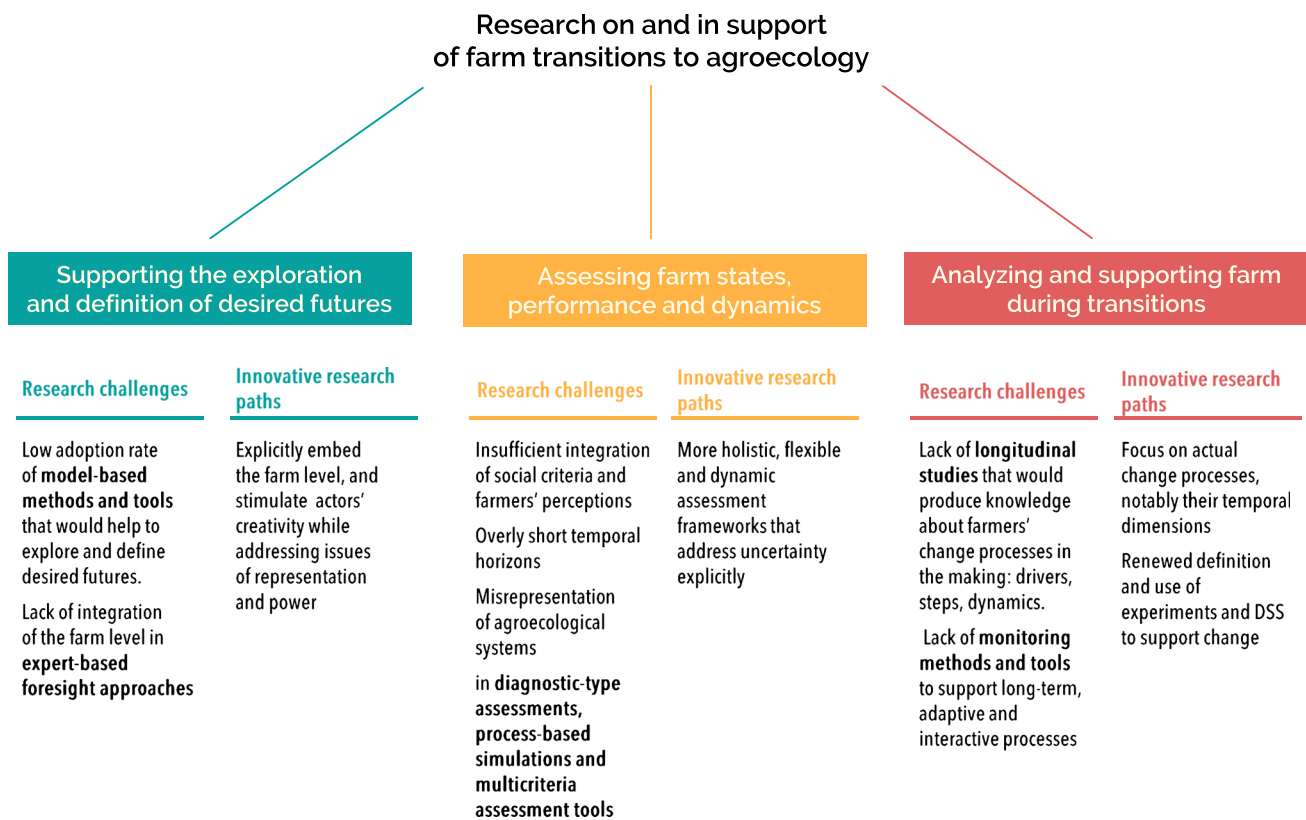 Research on and in support
of farm transitions to agroecology
Supporting the exploration
and definition of desired futures
Research challenges
Low adoption rate
of model-based
methods and tools
that would help to
explore and define
desired futures.
Lack of integration
of the farm level in
expert-based
foresight approaches
Innovative research
paths
Explicitly embed
the farm level, and
stimulate actors'
creativity while
addressing issues
of representation
and power
Assessing farm states,
performance and dynamics
Research challenges
Insufficient integration
of social criteria and
farmers' perceptions
Overly short temporal
horizons
Misrepresentation
of agroecological
systems
in diagnostic-type
assessments,
process-based
simulations and
multicriteria
assessment tools
Innovative research
paths
More holistic, flexible
and dynamic
assessment
frameworks that
address uncertainty
explicitly
Analyzing and supporting farm
during transitions
Research challenges
Lack of longitudinal
studies that would
produce knowledge
about farmers'
change processes in
the making: drivers,
steps, dynamics.
Lack of monitoring
methods and tools
to support long-term,
adaptive and
interactive processes
Innovative research
paths
Focus on actual
change processes,
notably their temporal
dimensions
Renewed definition
and use of
experiments and DSS
to support change